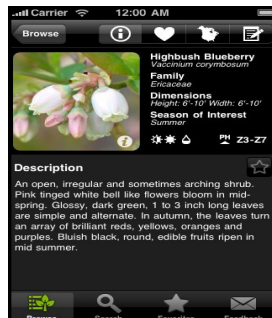 Carrier 12:00 AM
Browse
Highbush Blueberry
Vaccinium corymbosum
Family
Ericaceae
Dimensions
Height: 6'-10' Width: 6'-10'
Season of Interest
Summer
PH Z3-Z7
Description
An open, irregular and sometimes arching shrub.
Pink tinged white bell like flowers bloom in mid-
spring. Glossy, dark green, 1 to 3 inch long leaves
are simple and alternate. In autumn, the leaves turn
an array of brilliant reds, yellows, oranges and
purples. Bluish black, round, edible fruits ripen in
mid summer.
Browse Search Favorites Feedback